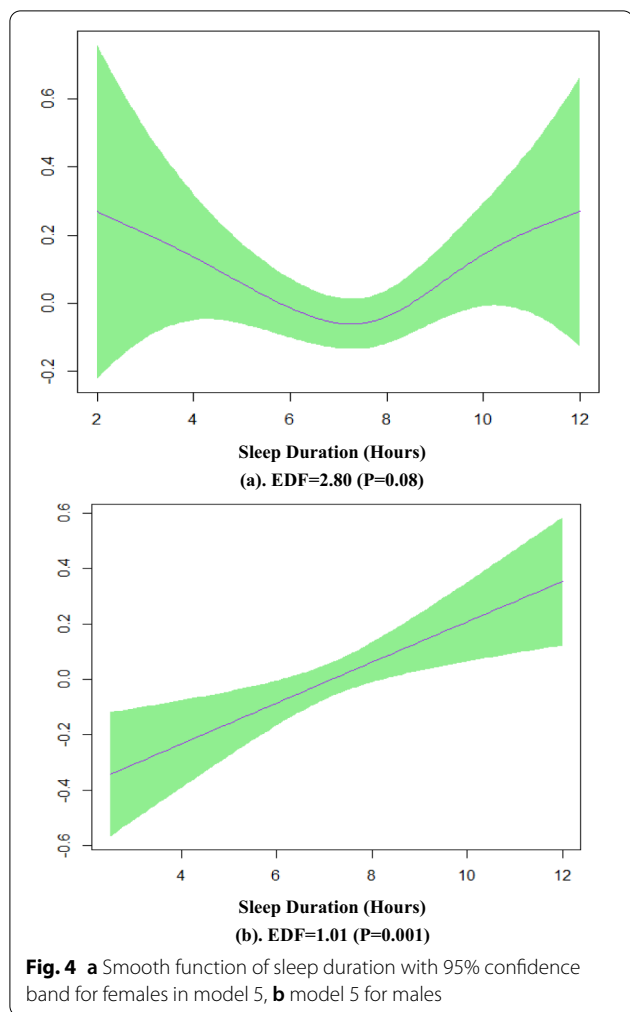 0.6
0.4
0.2
0.0
-0.2
2 4 6 8 10 12
Sleep Duration (Hours)
(a). EDF=2.80 (P=0.08)
0.6
0.4
0.2
0.0
-0.2
-0.4
-0.6
4 6 8 10 12
Sleep Duration (Hours)
(b). EDF=1.01 (P=0.001)
Fig. 4 a Smooth function of sleep duration with 95% confidence
band for females in model 5, b model 5 for males